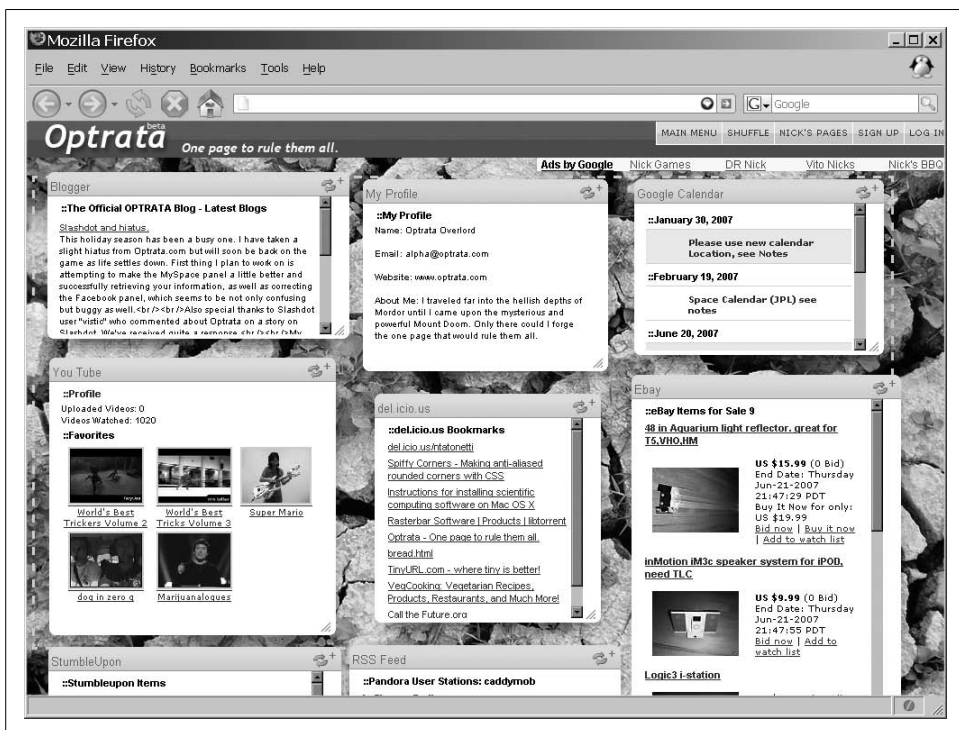 Mozilla Firefox
File Edit View History Bookmarks Tools Help
G Google
Optrata beta
One page to rule them all.
MAIN MENU SHUFFLE NICK'S PAGES SIGN UP LOG IN
Ads by Google Nick Games DR Nick Vito Nicks Nick's BBQ
Blogger
::The Official OPTRATA Blog - Latest Blogs
Slashdot and hiatus.
This holiday season has been a busy one. I have taken a
slight hiatus from Optrata.com but will soon be back on the
game as life settles down. First thing I plan to work on is
attempting to make the MySpace panel a little better and
successfully retrieving your information, as well as correcting
the Facebook panel, which seems to be not only confusing
but buggy as well.<br /><br />Also special thanks to Slashdot
user "vistic" who commented about Optrata on a story on
Slashdot. We've received quite a response.<br /><br />My
My Profile
::My Profile
Name: Optrata Overlord
Email: alpha@optrata.com
Website: www.optrata.com
About Me: I traveled far into the hellish depths of
Mordor until I came upon the mysterious and
powerful Mount Doom. Only there could I forge
the one page that would rule them all.
Google Calendar
::January 30, 2007
Please use new calendar
Location, see Notes
::February 19, 2007
Space Calendar (JPL) see
notes
::June 20, 2007
You Tube
::Profile
Uploaded Videos: 0
Videos Watched: 1020
::Favorites
World's Best
Trickers Volume 2
World's Best
Tricks Volume 3
Super Mario
dog in zero g
Marijuanalogues
del.icio.us
::del.icio.us Bookmarks
del.icio.us/ntatonetti
Spiffy Corners - Making anti-aliased
rounded corners with CSS
Instructions for installing scientific
computing software on Mac OS X
Rasterbar Software | Products | libtorrent
Optrata - One page to rule them all.
bread.html
TinyURL.com - where tiny is better!
VegCooking: Vegetarian Recipes,
Products, Restaurants, and Much More!
Call the Future.org
Ebay
::eBay Items for Sale 9
48 in Aquarium light reflector. great for
T5,VHO,HM
US $15.99 (0 Bid)
End Date: Thursday
Jun-21-2007
21:47:29 PDT
Buy It Now for only:
US $19.99
Bid now | Buy it now
| Add to watch list
inMotion iM3c speaker system for iPOD,
need TLC
US $9.99 (0 Bid)
End Date: Thursday
Jun-21-2007
21:47:55 PDT
Bid now | Add to
watch list
Logic3 i-station
StumbleUpon
::Stumbleupon Items
RSS Feed
::Pandora User Stations: caddymob